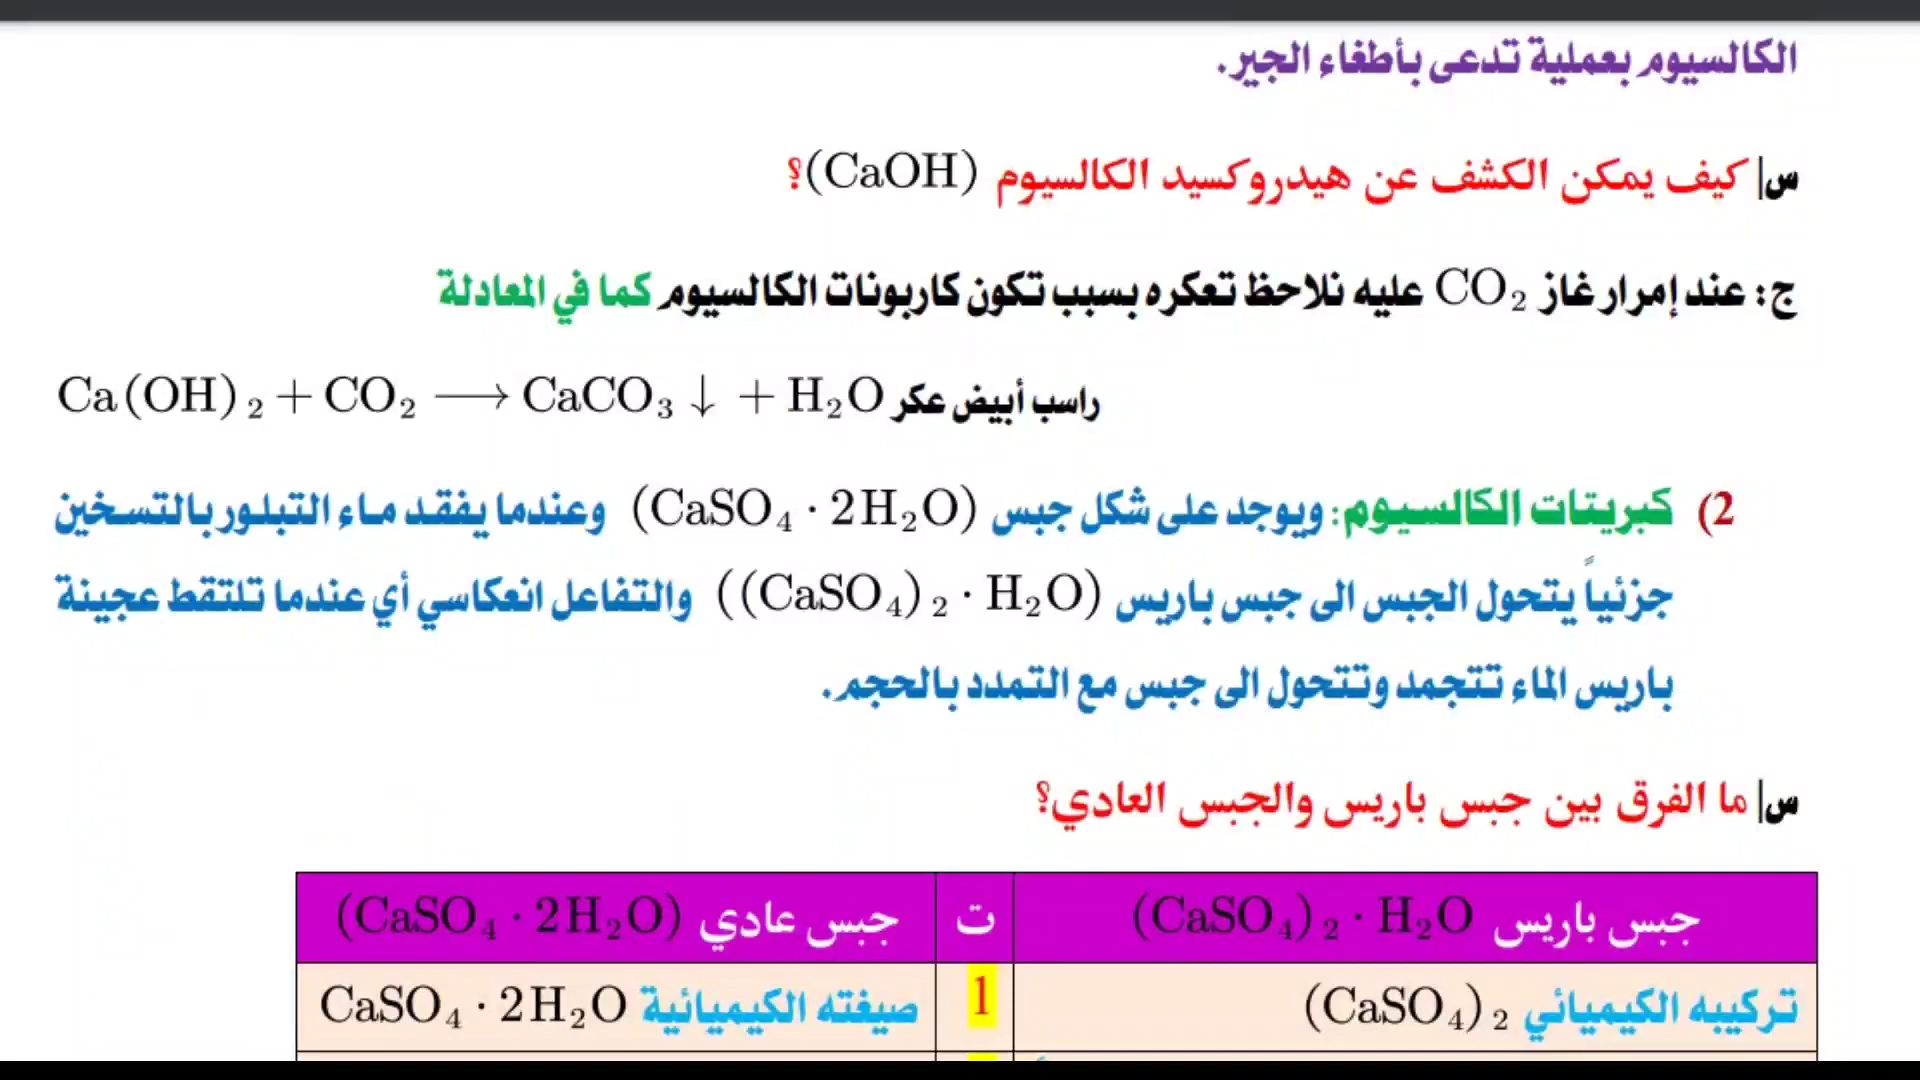 الكالسيوم بعملية تدعى بأطفاء الجير.
س| كيف يمكن الكشف عن هيدروكسيد الكالسيوم (CaOH)؟
ج: عند إمرار غاز CO₂ عليه نلاحظ تعكره بسبب تكون كاربونات الكالسيوم كما في المعادلة
Ca(OH)₂ + CO₂ ⟶ CaCO₃ ↓ + H₂O راسب أبيض عكر
2) كبريتات الكالسيوم: ويوجد على شكل جبس (CaSO₄ · 2H₂O) وعندما يفقد ماء التبلور بالتسخين
جزئياً يتحول الجبس الى جبس باريس ((CaSO₄)₂ · H₂O) والتفاعل انعكاسي أي عندما تلتقط عجينة
باريس الماء تتجمد وتتحول الى جبس مع التمدد بالحجم.
س| ما الفرق بين جبس باريس والجبس العادي؟
جبس باريس (CaSO₄)₂ · H₂O ت جبس عادي (CaSO₄ · 2H₂O)
تركيبه الكيميائي (CaSO₄)₂ 1 صيغته الكيميائية CaSO₄ · 2H₂O